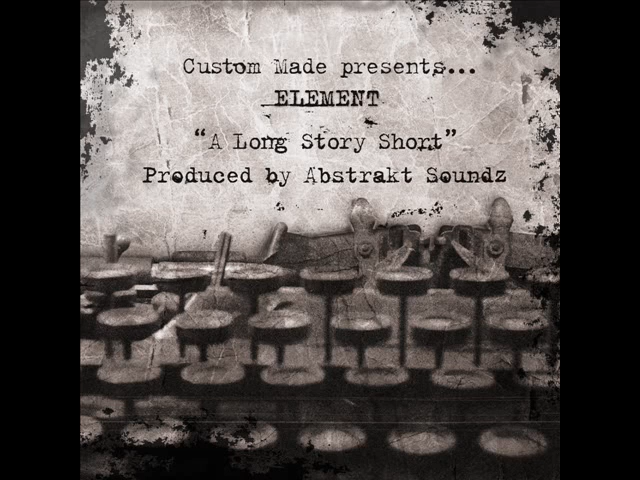 Custom Made presents...
ELEMENT
“A Long Story Short”
Produced by Abstrakt Soundz